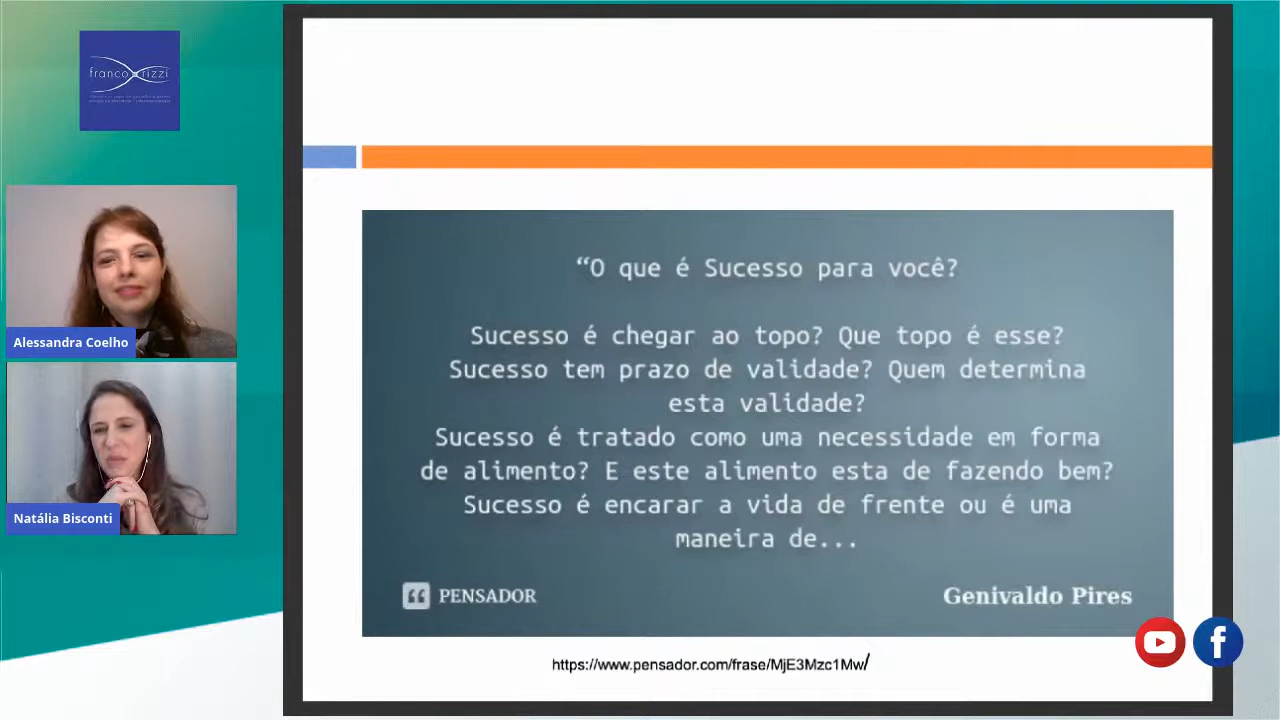 franco rizzi
Alessandra Coelho
Natália Bisconti
“O que é Sucesso para você?
Sucesso é chegar ao topo? Que topo é esse?
Sucesso tem prazo de validade? Quem determina
esta validade?
Sucesso é tratado como uma necessidade em forma
de alimento? E este alimento esta de fazendo bem?
Sucesso é encarar a vida de frente ou é uma
maneira de...
PENSADOR
Genivaldo Pires
https://www.pensador.com/frase/MjE3Mzc1Mw/